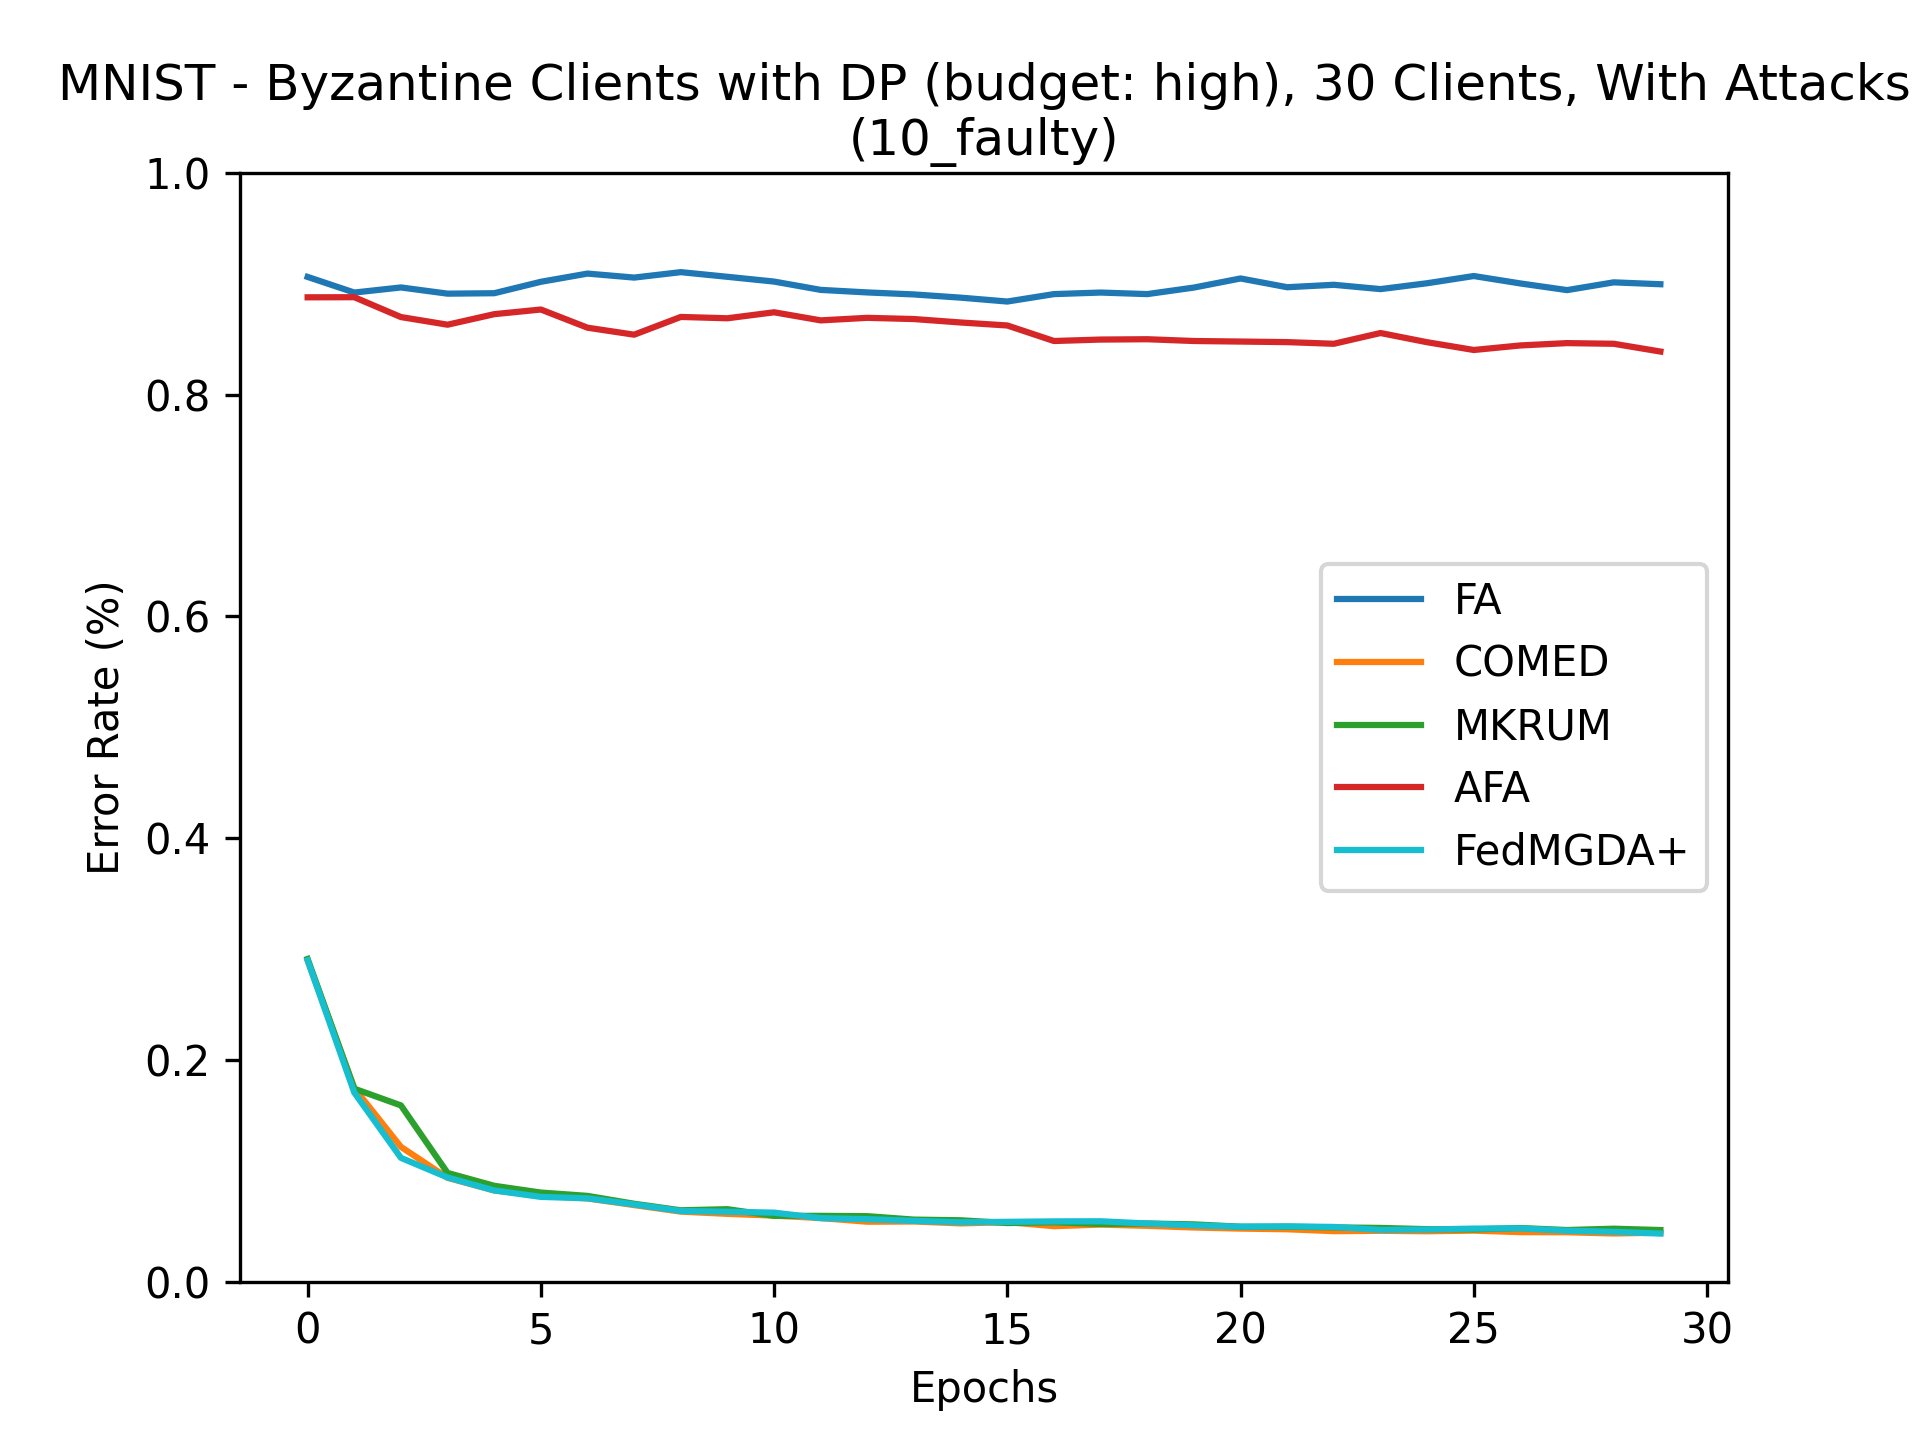 MNIST - Byzantine Clients with DP (budget: high), 30 Clients, With Attacks
(10_faulty)
1.0
0.8
0.6
0.4
0.2
0.0
Error Rate (%)
FA
COMED
MKRUM
AFA
FedMGDA+
0 5 10 15 20 25 30
Epochs